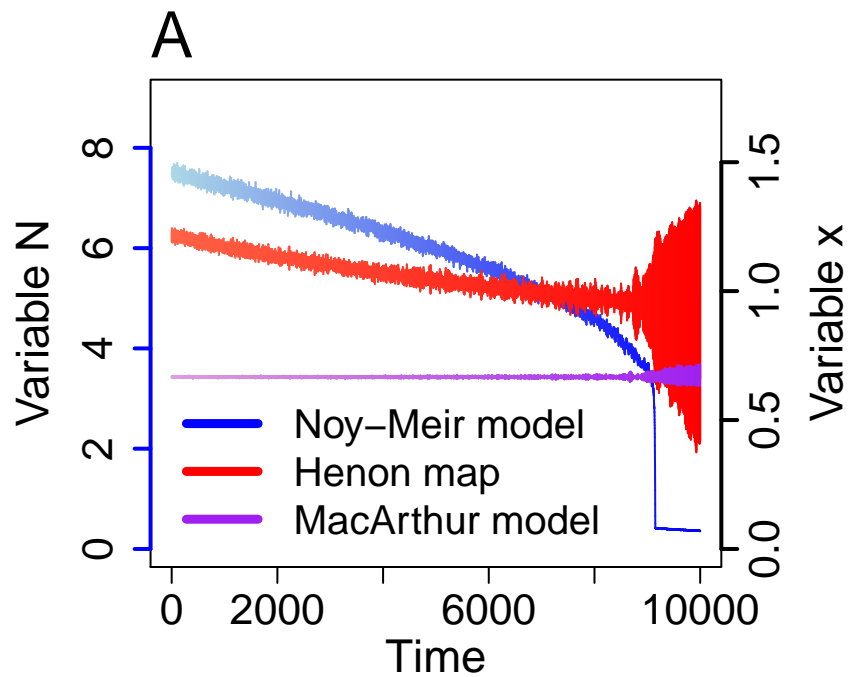 A
Variable N
8
6
4
2
0
Variable x
1.5
1.0
0.5
0.0
Noy−Meir model
Henon map
MacArthur model
0 2000 6000 10000
Time